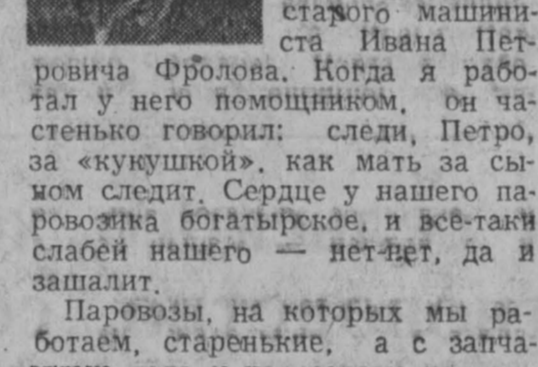 старого машини-
ста Ивана Пет-
ровича Фролова. Когда я рабо-
тал у него помощником, он ча-
стенько говорил: следи, Петро,
за «кукушкой», как мать за сы-
ном следит. Сердце у нашего па-
ровозика богатырское, и все-таки
слабей нашего — нет-нет, да и
зашалит.
Паровозы, на которых мы ра-
ботаем, старенькие, а с запча-